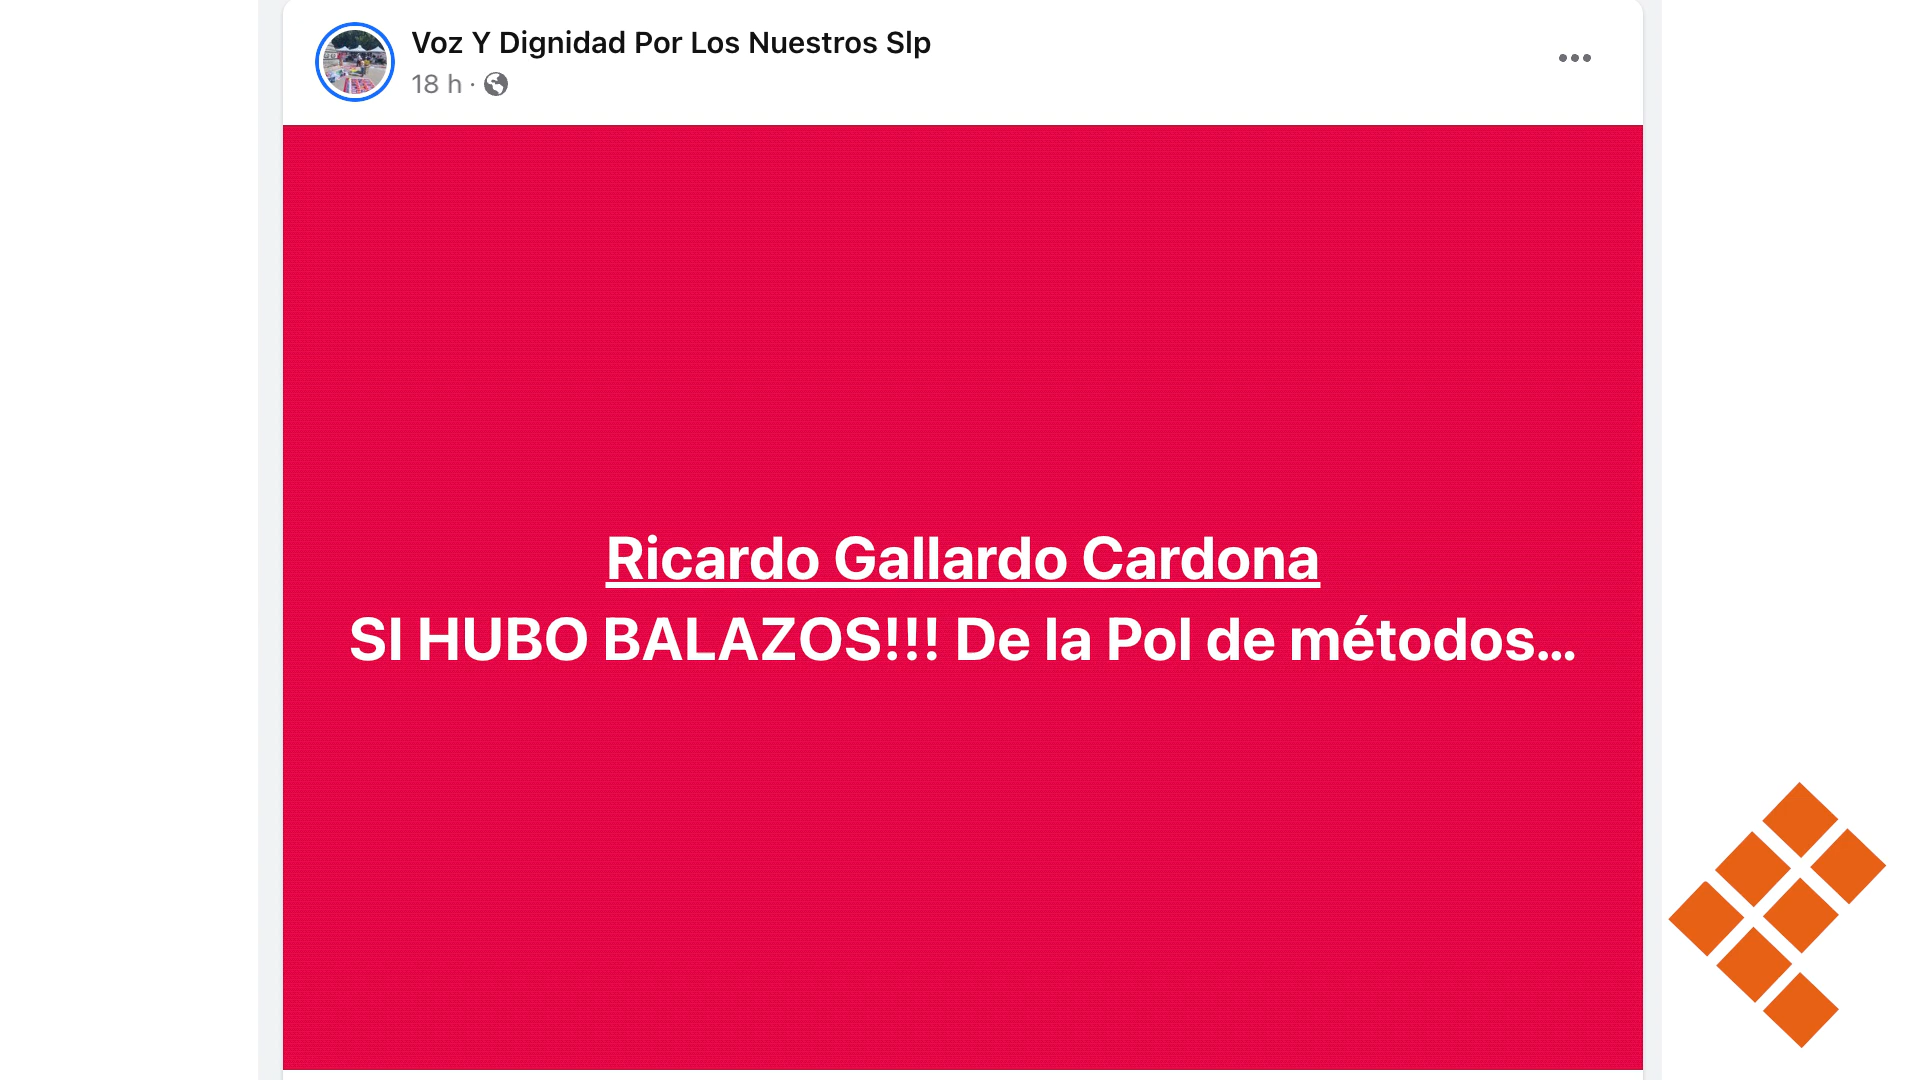 Voz Y Dignidad Por Los Nuestros Slp
18 h ·
Ricardo Gallardo Cardona
SI HUBO BALAZOS!!! De la Pol de métodos...